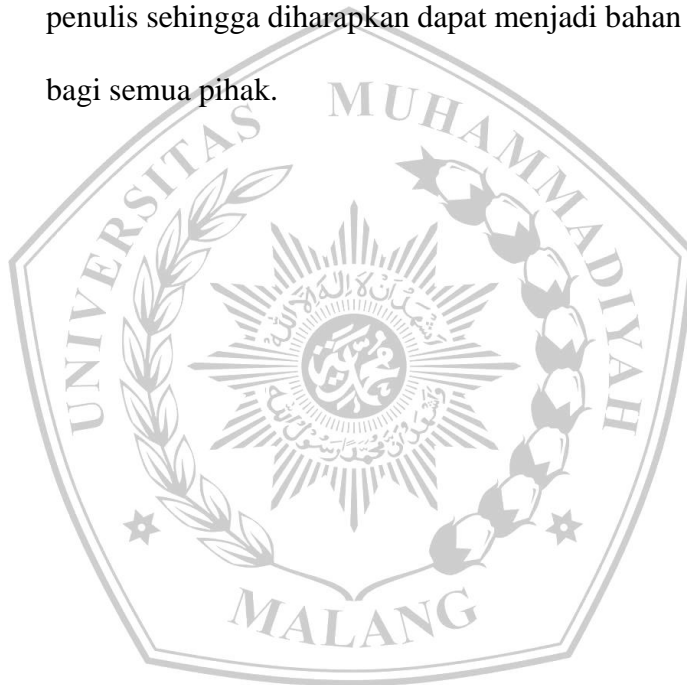 penulis sehingga diharapkan dapat menjadi bahan
bagi semua pihak.
UNIVERSITAS MUHAMMADIYAH
MALANG